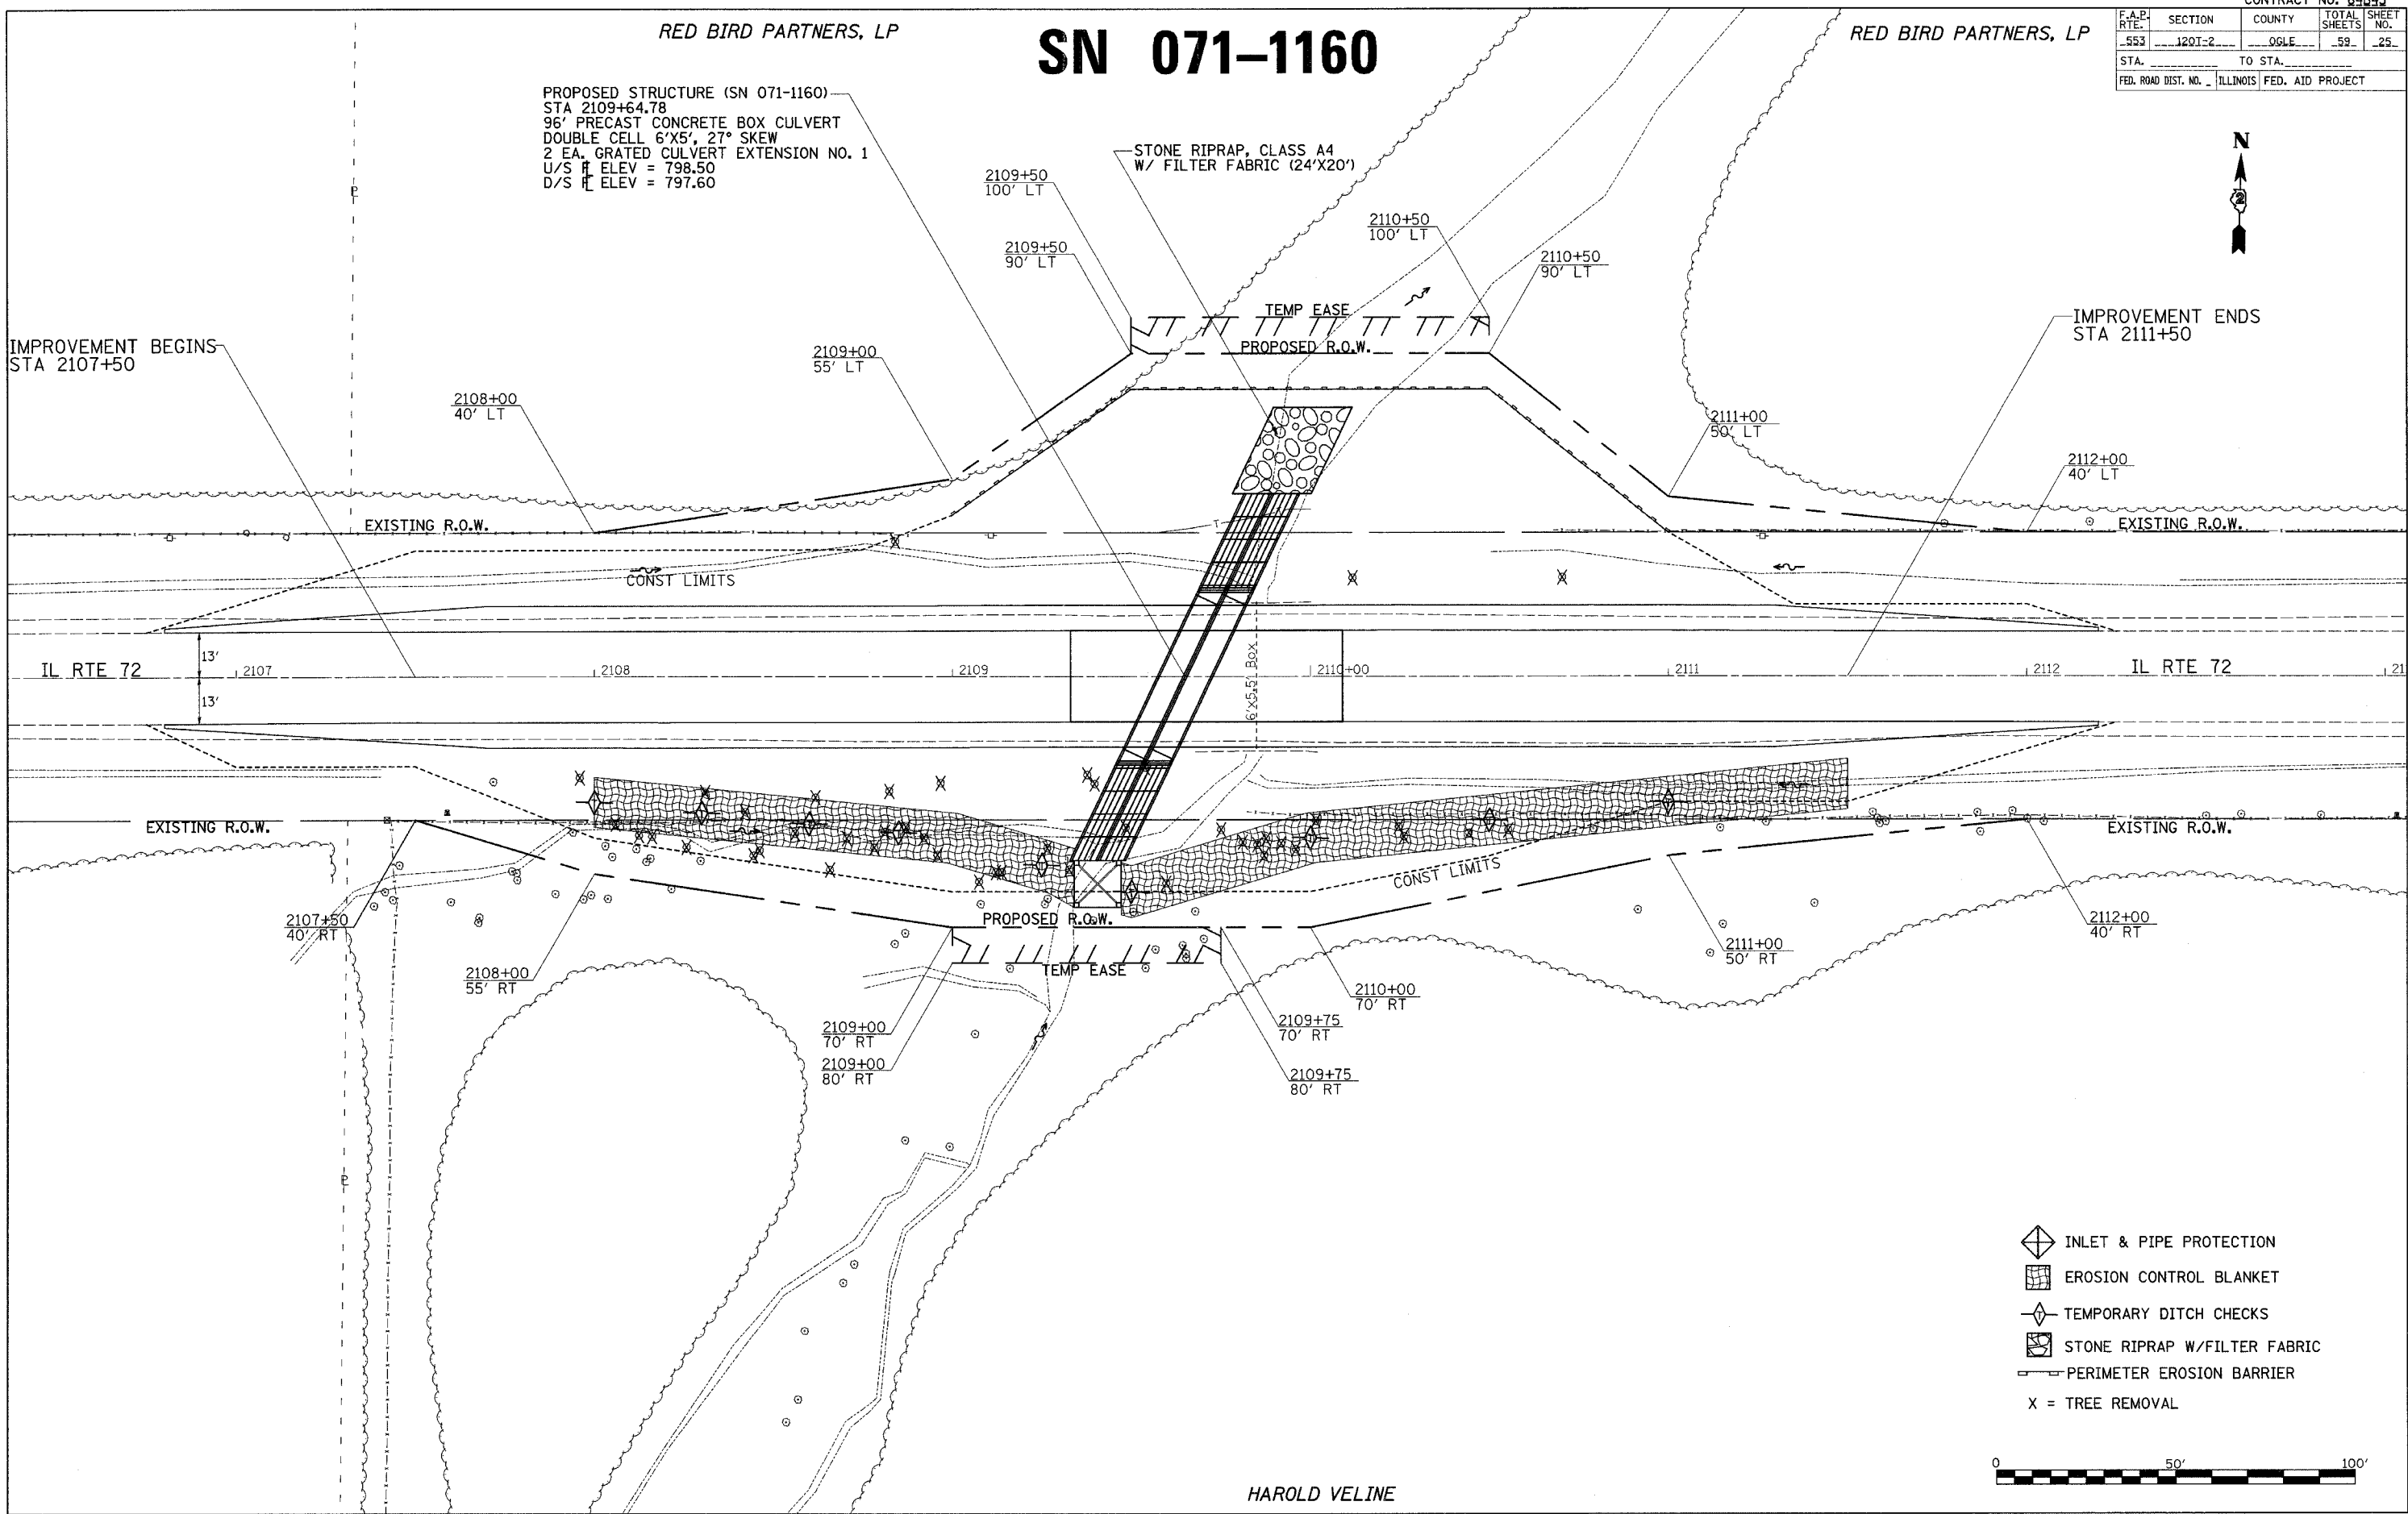 CONTRACT NO.
F.A.P. RTE. SECTION COUNTY TOTAL SHEETS SHEET NO.
553 120T-2 OGLE 59 25
STA. TO STA.
FED. ROAD DIST. NO. ILLINOIS FED. AID PROJECT
RED BIRD PARTNERS, LP
SN 071-1160
RED BIRD PARTNERS, LP
PROPOSED STRUCTURE (SN 071-1160)
STA 2109+64.78
96' PRECAST CONCRETE BOX CULVERT
DOUBLE CELL 6'X5', 27° SKEW
2 EA. GRATED CULVERT EXTENSION NO. 1
U/S FL ELEV = 798.50
D/S FL ELEV = 797.60
STONE RIPRAP, CLASS A4
W/ FILTER FABRIC (24'X20')
N
2
P
2109+50
100' LT
2109+50
90' LT
2110+50
100' LT
2110+50
90' LT
TEMP EASE
PROPOSED R.O.W.
IMPROVEMENT BEGINS
STA 2107+50
IMPROVEMENT ENDS
STA 2111+50
2109+00
55' LT
2108+00
40' LT
2111+00
50' LT
2112+00
40' LT
EXISTING R.O.W.
EXISTING R.O.W.
T
CONST LIMITS
13'
13'
IL RTE 72
2107
2108
2109
6'X5.5' Box
2110+00
2111
2112
IL RTE 72
21
EXISTING R.O.W.
EXISTING R.O.W.
CONST LIMITS
PROPOSED R.O.W.
TEMP EASE
2107+50
40' RT
2108+00
55' RT
2109+00
70' RT
2109+00
80' RT
2109+75
70' RT
2109+75
80' RT
2110+00
70' RT
2111+00
50' RT
2112+00
40' RT
P
INLET & PIPE PROTECTION
EROSION CONTROL BLANKET
T TEMPORARY DITCH CHECKS
STONE RIPRAP W/FILTER FABRIC
PERIMETER EROSION BARRIER
X = TREE REMOVAL
0 50' 100'
HAROLD VELINE